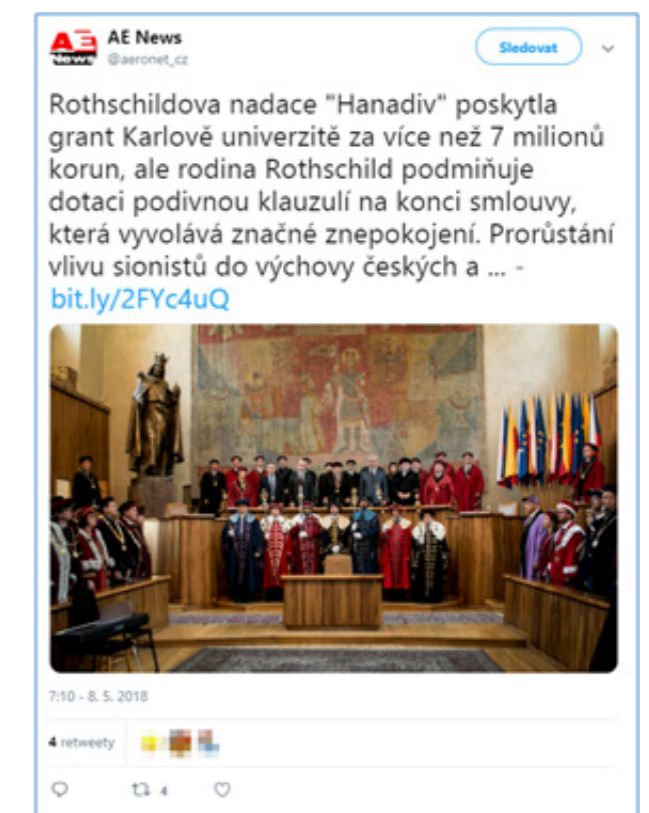 AE
News
AE News
@aeronet_cz
Sledovat
Rothschildova nadace "Hanadiv" poskytla
grant Karlově univerzitě za více než 7 milionů
korun, ale rodina Rothschild podmiňuje
dotaci podivnou klauzulí na konci smlouvy,
která vyvolává značné znepokojení. Prorůstání
vlivu sionistů do výchovy českých a ... -
bit.ly/2FYc4uQ
7:10 - 8. 5. 2018
4 retweety
4